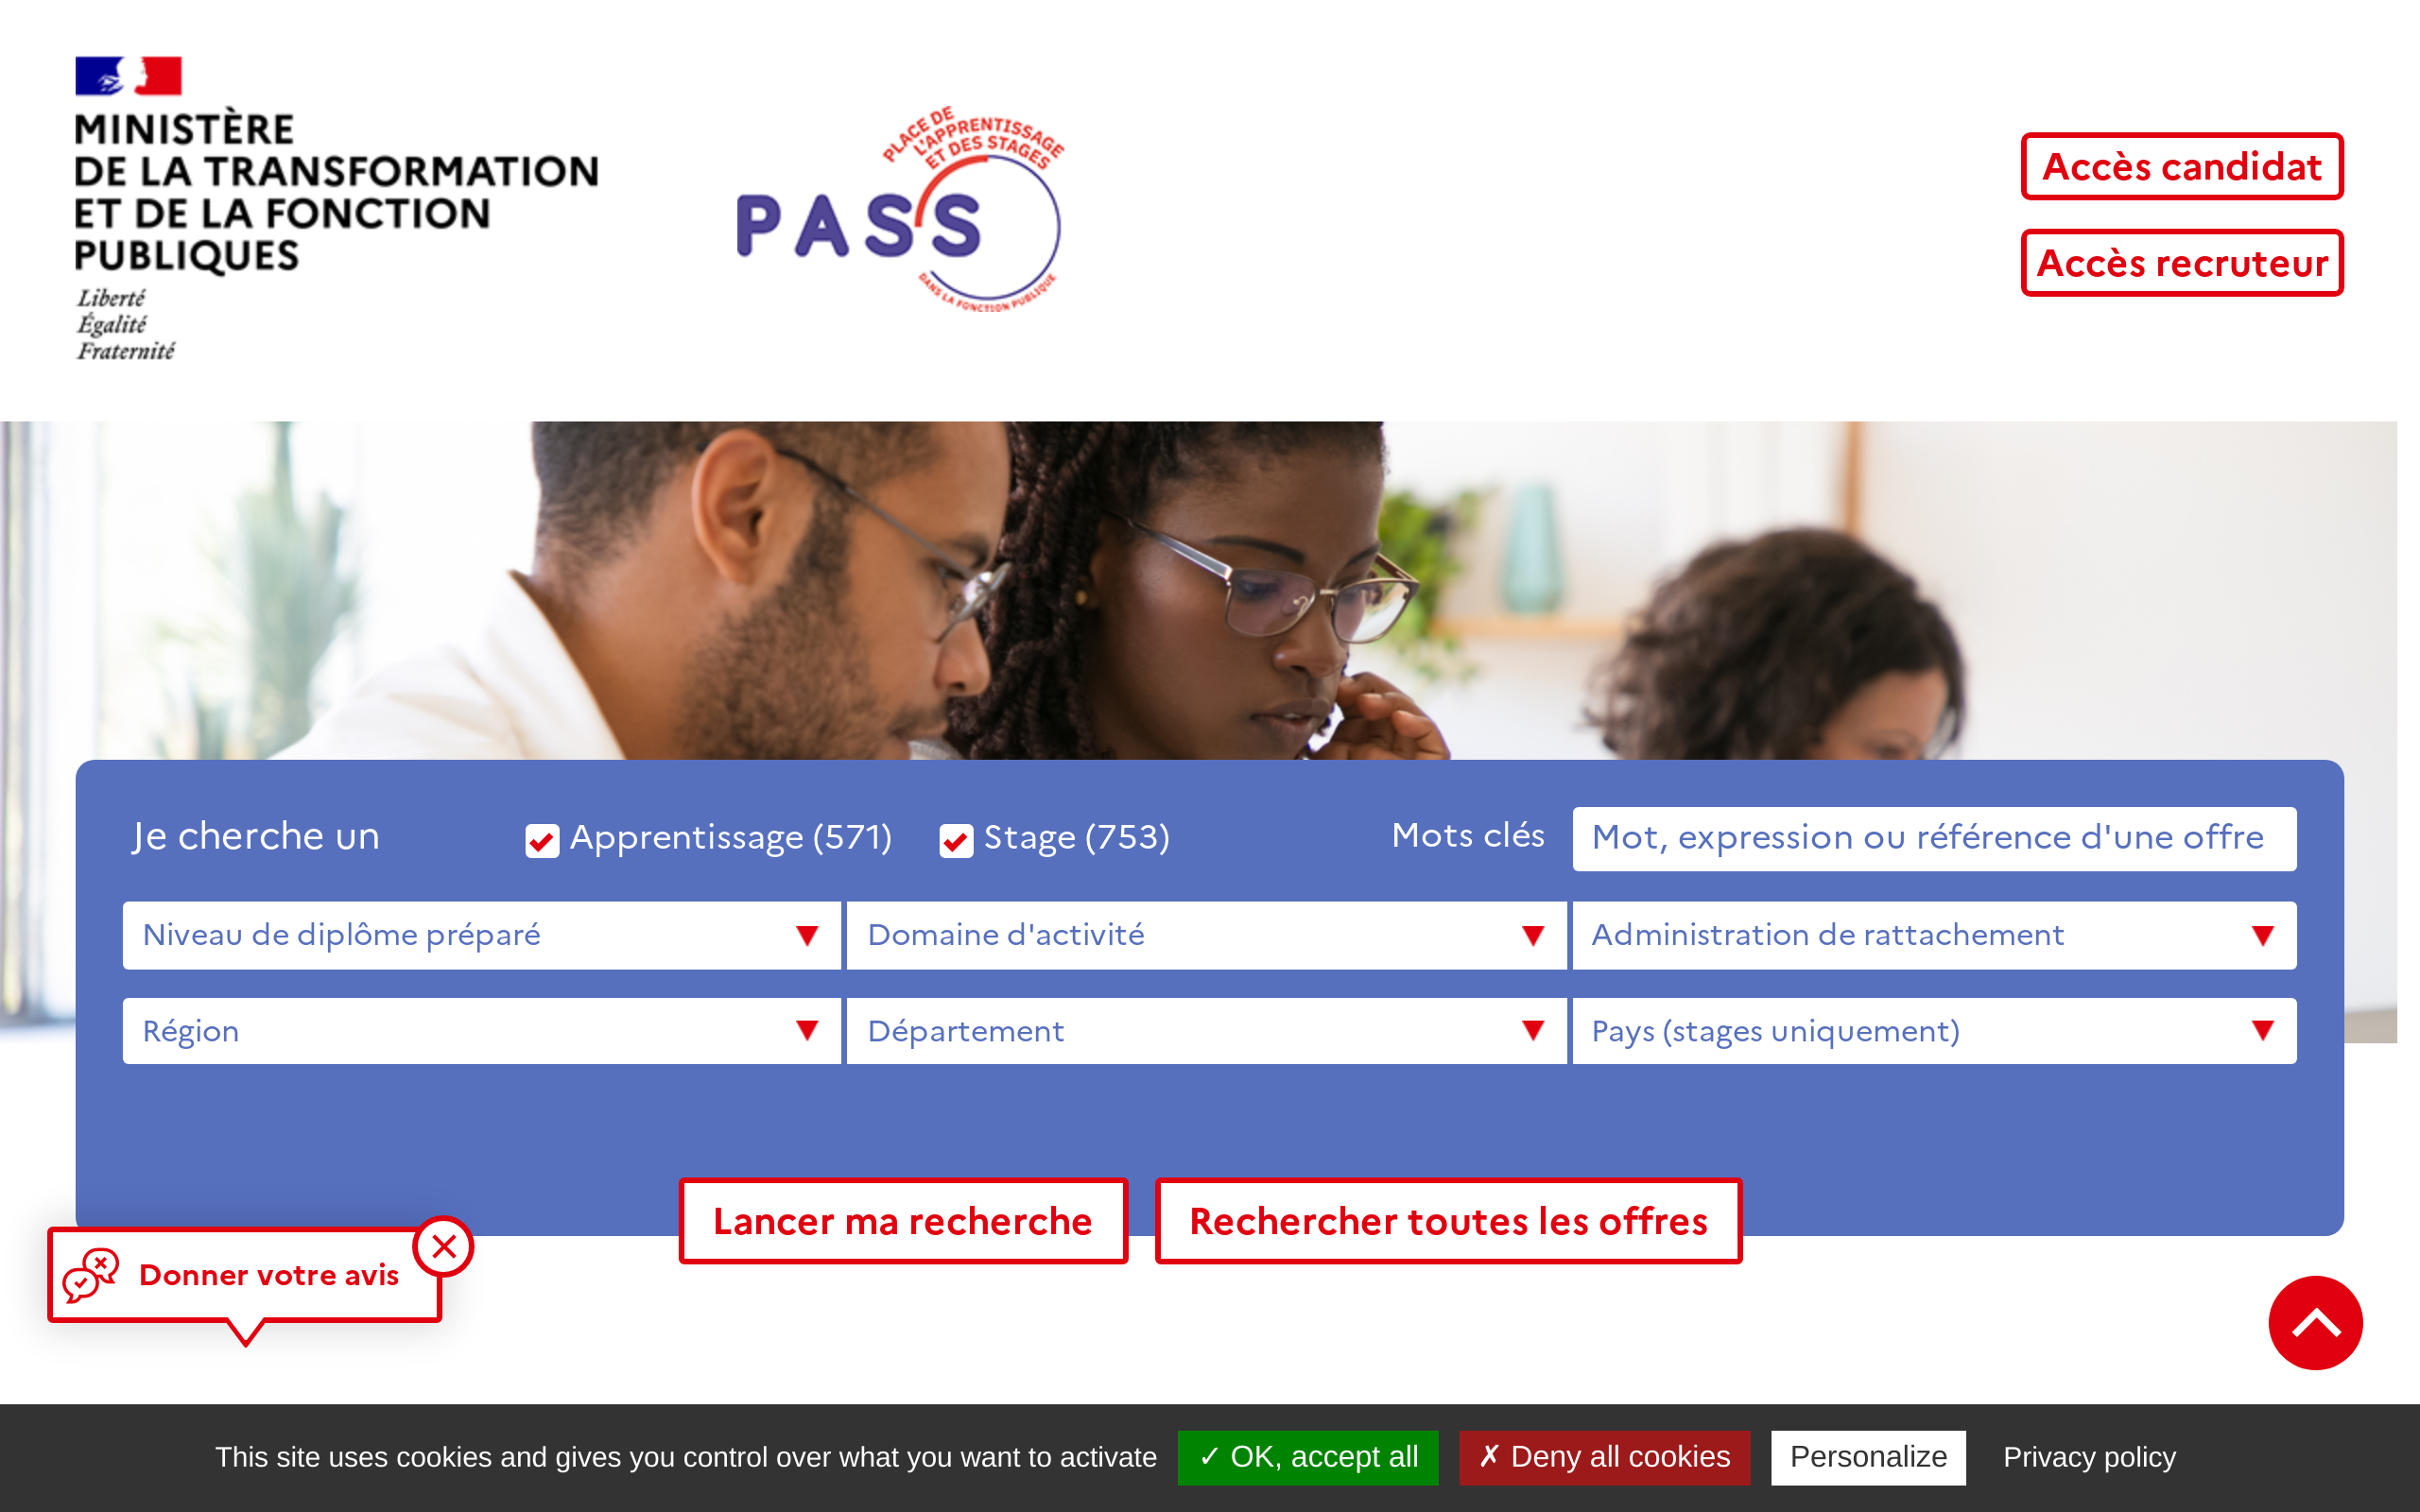 MINISTÈRE
DE LA TRANSFORMATION
ET DE LA FONCTION
PUBLIQUES
Liberté
Égalité
Fraternité
PLACE DE
L'APPRENTISSAGE
ET DES STAGES
PASS
DANS LA FONCTION PUBLIQUE
Accès candidat
Accès recruteur
Je cherche un
Apprentissage (571)
Stage (753)
Mots clés
Mot, expression ou référence d'une offre
Niveau de diplôme préparé
Domaine d'activité
Administration de rattachement
Région
Département
Pays (stages uniquement)
Lancer ma recherche
Rechercher toutes les offres
Donner votre avis
This site uses cookies and gives you control over what you want to activate
✓ OK, accept all
✗ Deny all cookies
Personalize
Privacy policy